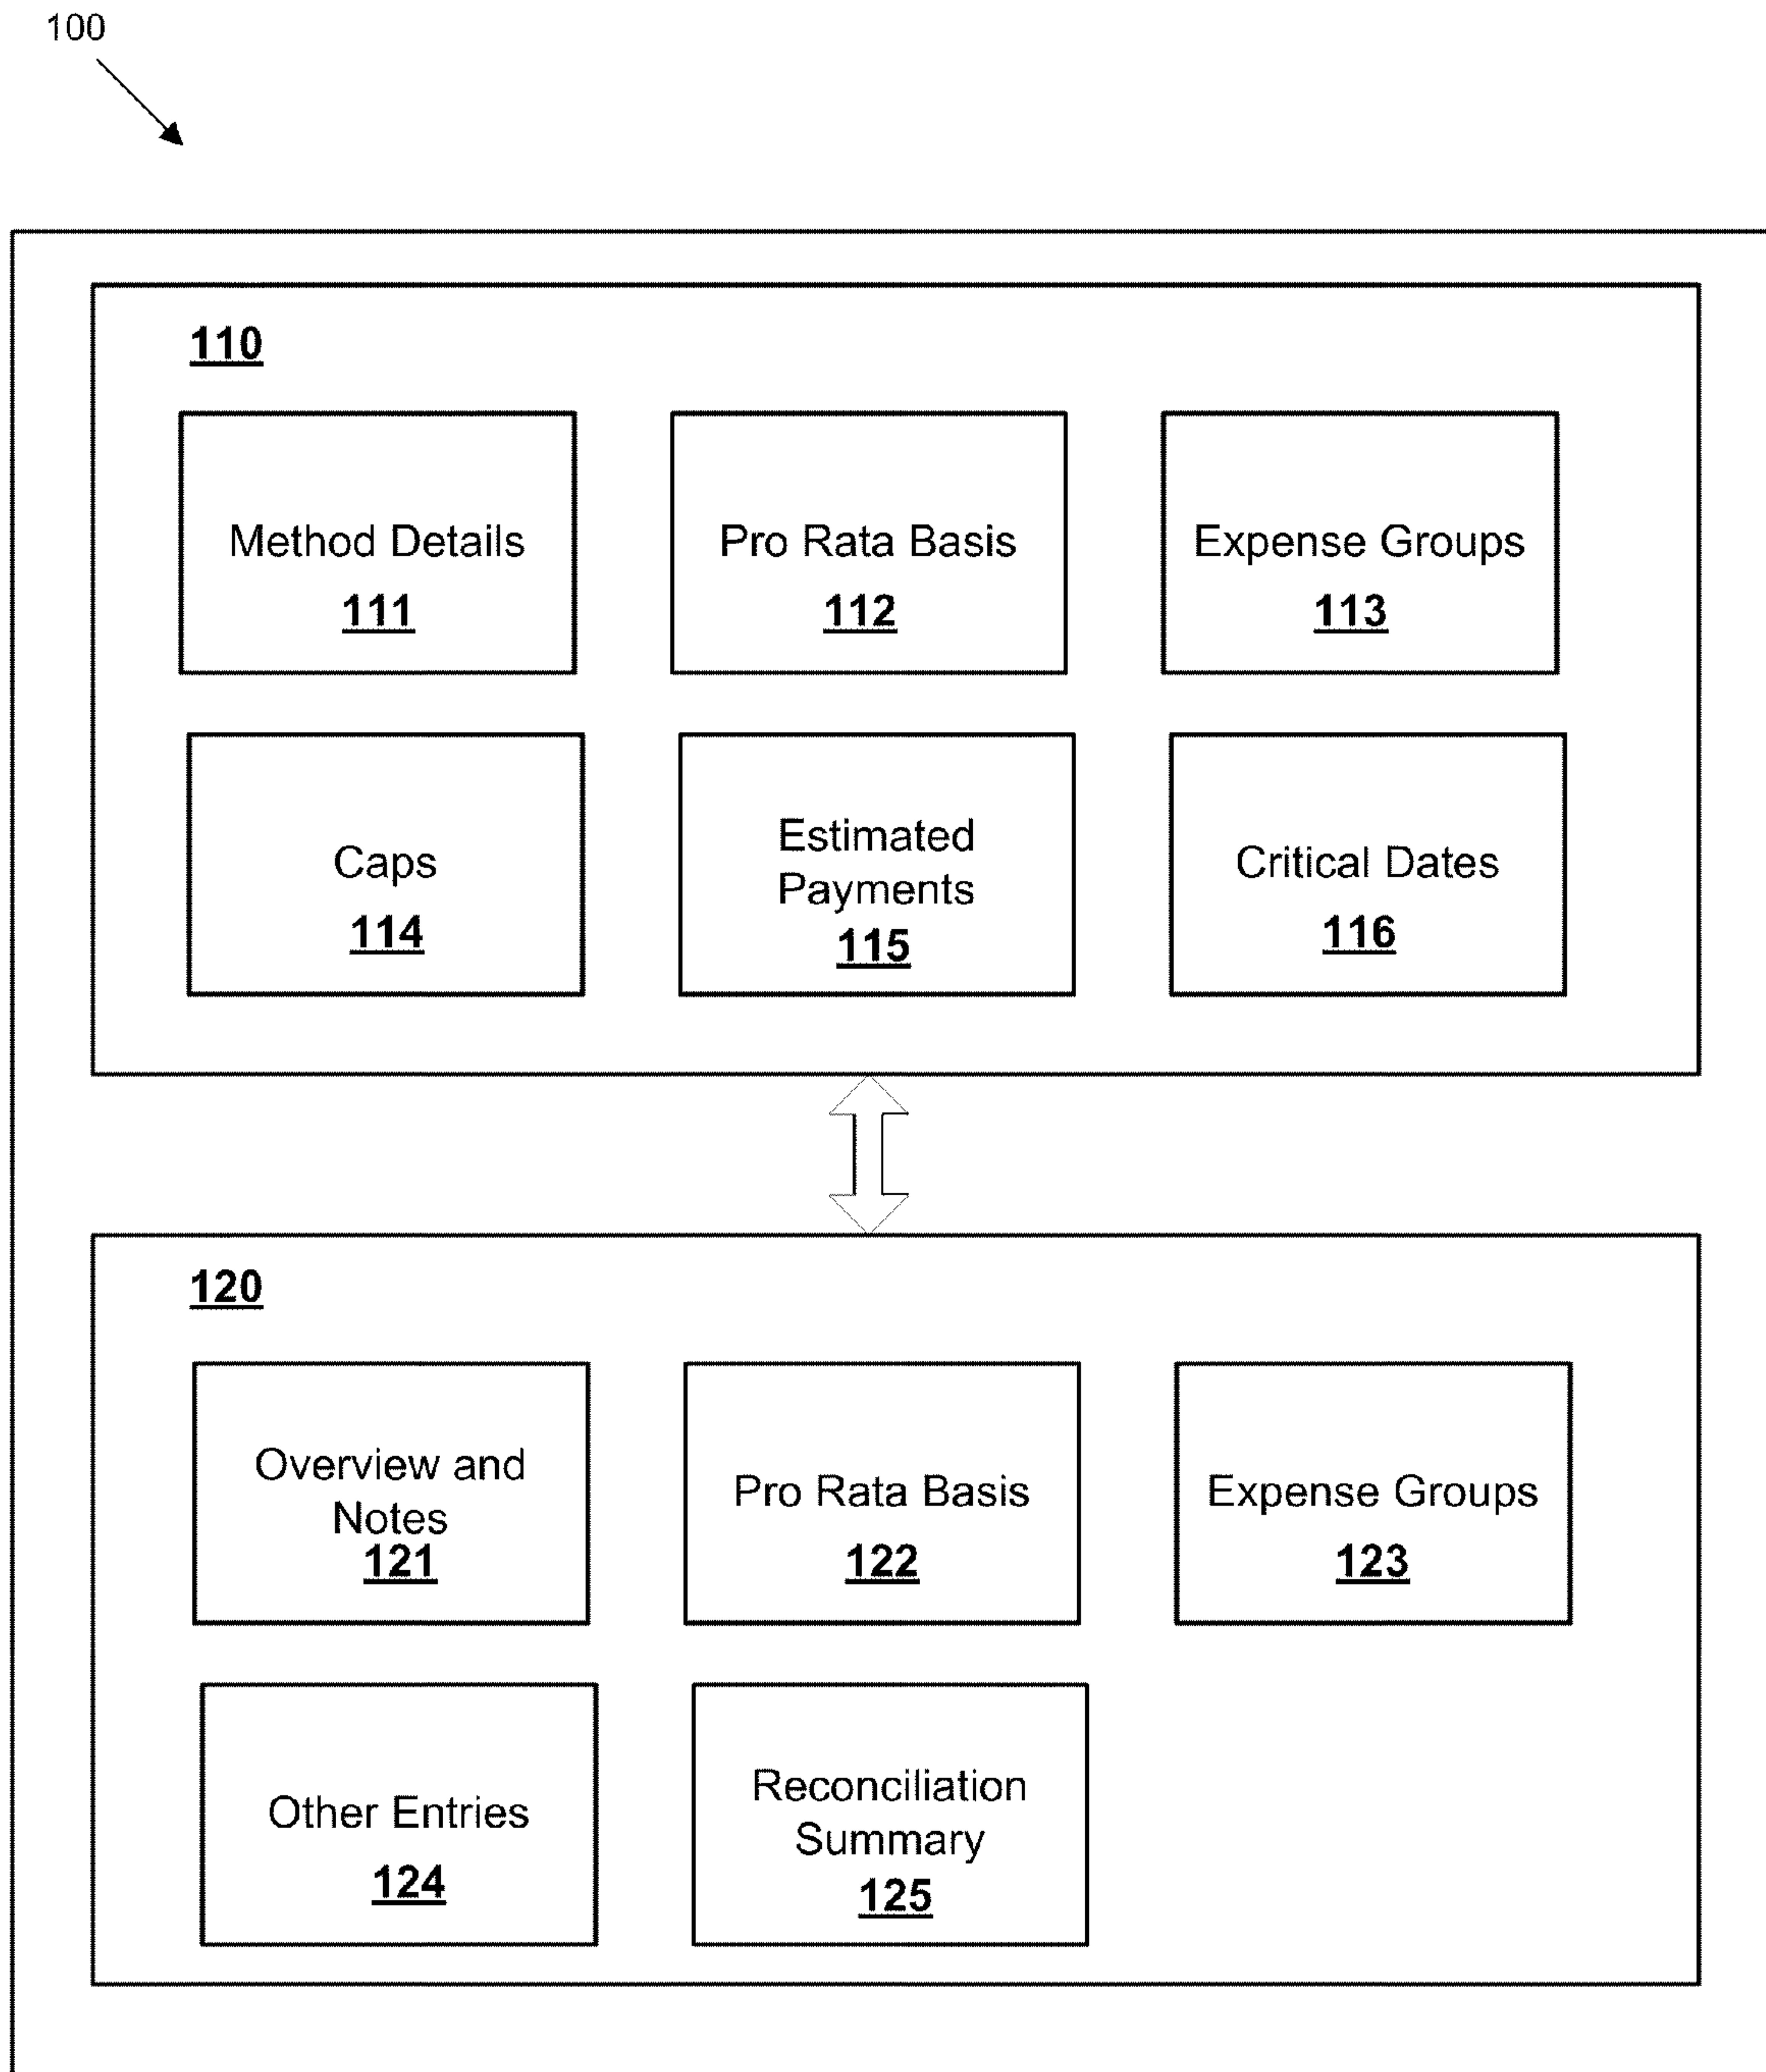 100
110
Method Details
111
Pro Rata Basis
112
Expense Groups
113
Caps
114
Estimated
Payments
115
Critical Dates
116
120
Overview and
Notes
121
Pro Rata Basis
122
Expense Groups
123
Other Entries
124
Reconciliation
Summary
125